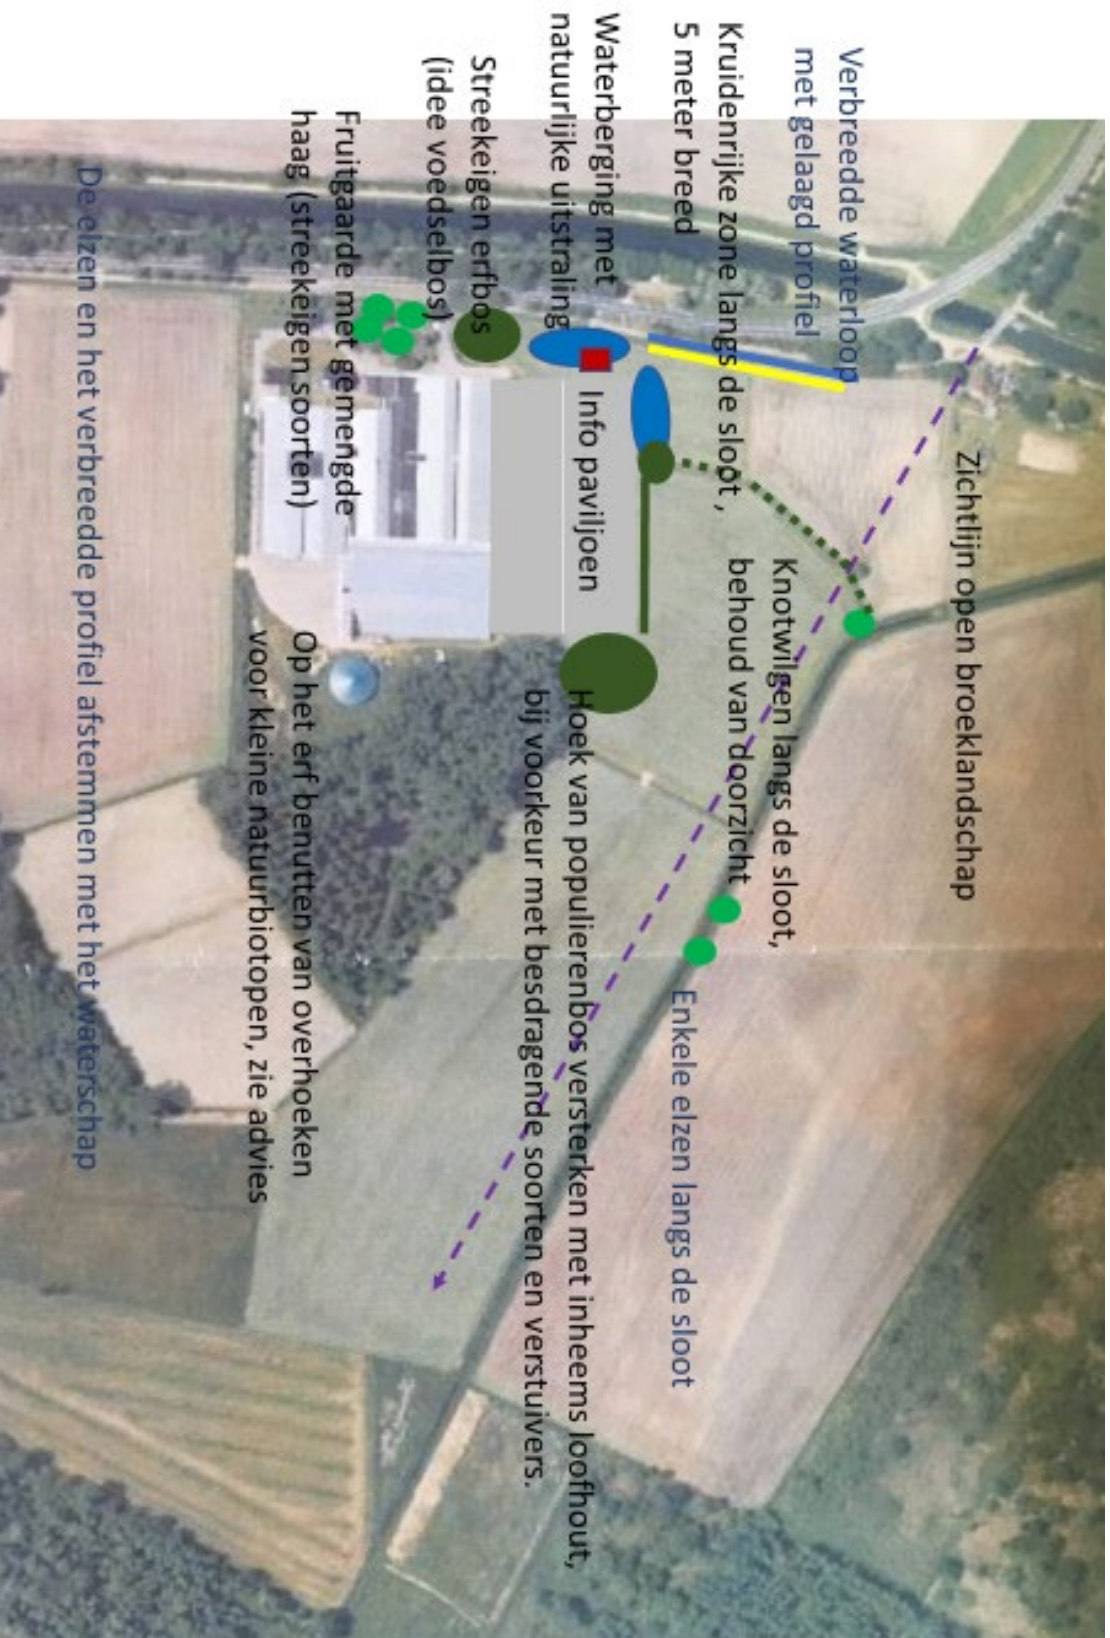 Verbreedde waterloop
met gelaagd profiel
Kruidenrijke zone langs de sloot ,
5 meter breed
Waterberging met
natuurlijke uitstraling
Streekeigen erfbos
(idee voedselbos)
Fruitgaarde met gemengde
haag (streekeigen soorten)
De elzen en het verbreedde profiel afstemmen met het waterschap
Zichtlijn open broeklandschap
Info paviljoen
Knotwilgen langs de sloot,
behoud van doorzicht
Enkele elzen langs de sloot
Hoek van populierenbos versterken met inheems loofhout,
bij voorkeur met besdragende soorten en verstuivers.
Op het erf benutten van overhoeken
voor kleine natuurbiotopen, zie advies